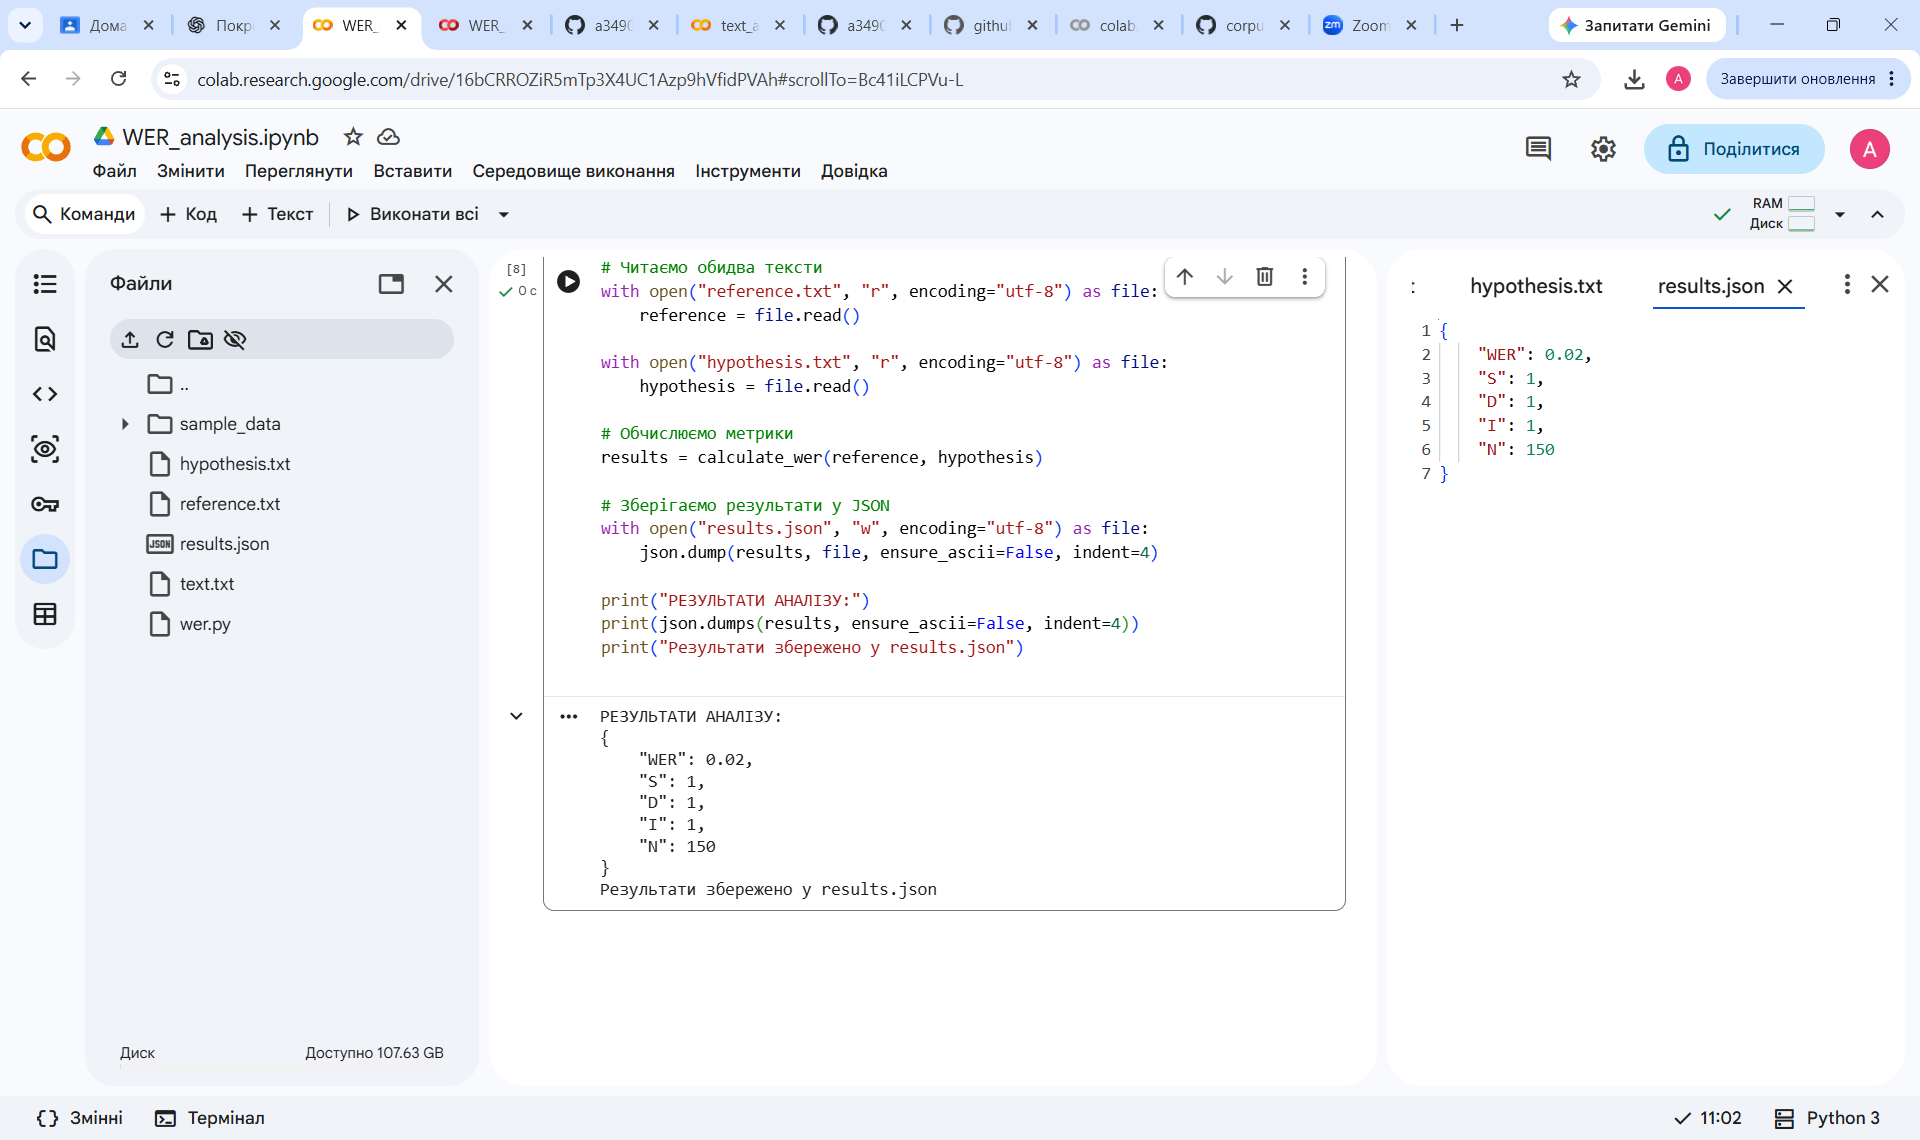 Дома
Покр
WER_
WER_
a349
text_a
a349
githu
colab.
corpu
Zoom
Запитати Gemini
colab.research.google.com/drive/16bCRROZiR5mTp3X4UC1Azp9hVfidPVAh#scrollTo=Bc41iLCPVu-L
A
Завершити оновлення
WER_analysis.ipynb
Файл Змінити Переглянути Вставити Середовище виконання Інструменти Довідка
Поділитися
A
Команди + Код + Текст Виконати всі
RAM
Диск
Файли
..
sample_data
hypothesis.txt
reference.txt
JSON results.json
text.txt
wer.py
Диск Доступно 107.63 GB
[8]
0 с
# Читаємо обидва тексти
with open("reference.txt", "r", encoding="utf-8") as file:
    reference = file.read()
with open("hypothesis.txt", "r", encoding="utf-8") as file:
    hypothesis = file.read()
# Обчислюємо метрики
results = calculate_wer(reference, hypothesis)
# Зберігаємо результати у JSON
with open("results.json", "w", encoding="utf-8") as file:
    json.dump(results, file, ensure_ascii=False, indent=4)
print("РЕЗУЛЬТАТИ АНАЛІЗУ:")
print(json.dumps(results, ensure_ascii=False, indent=4))
print("Результати збережено у results.json")
РЕЗУЛЬТАТИ АНАЛІЗУ:
{
    "WER": 0.02,
    "S": 1,
    "D": 1,
    "I": 1,
    "N": 150
}
Результати збережено у results.json
hypothesis.txt results.json
1 {
2     "WER": 0.02,
3     "S": 1,
4     "D": 1,
5     "I": 1,
6     "N": 150
7 }
Змінні Термінал
11:02 Python 3